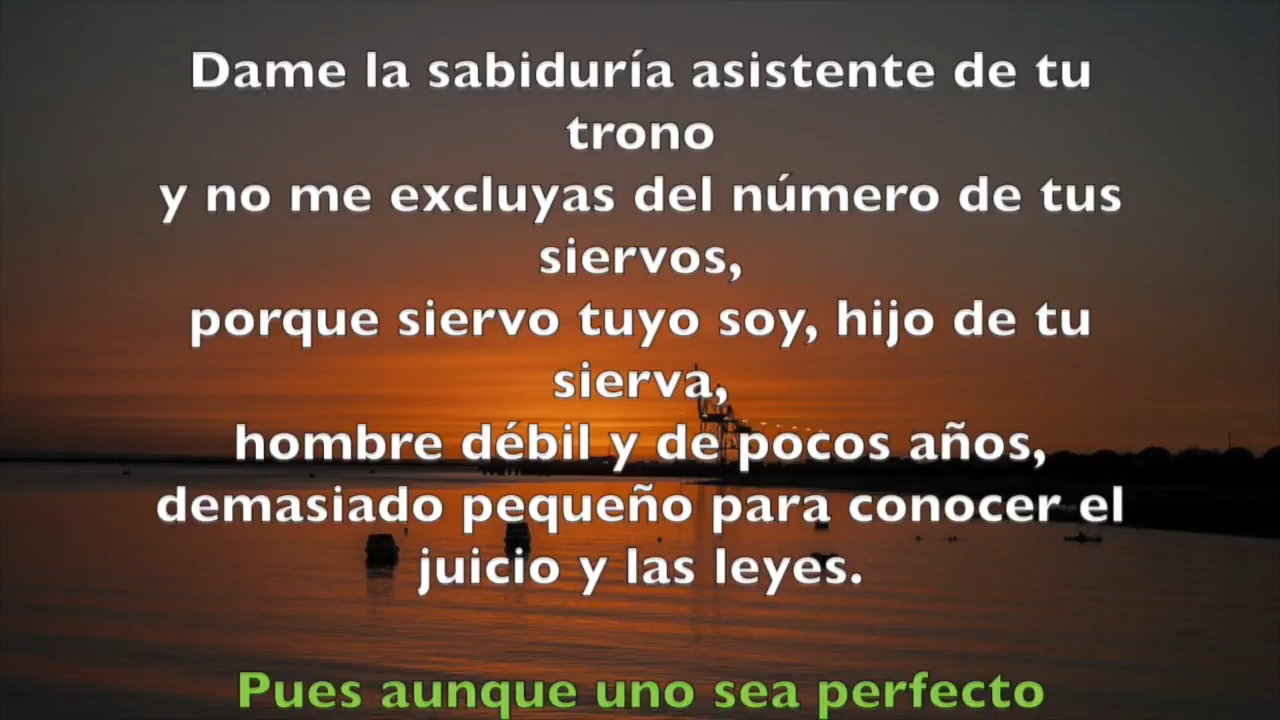 Dame la sabiduría asistente de tu
trono
y no me excluyas del número de tus
siervos,
porque siervo tuyo soy, hijo de tu
sierva,
hombre débil y de pocos años,
demasiado pequeño para conocer el
juicio y las leyes.
Pues aunque uno sea perfecto